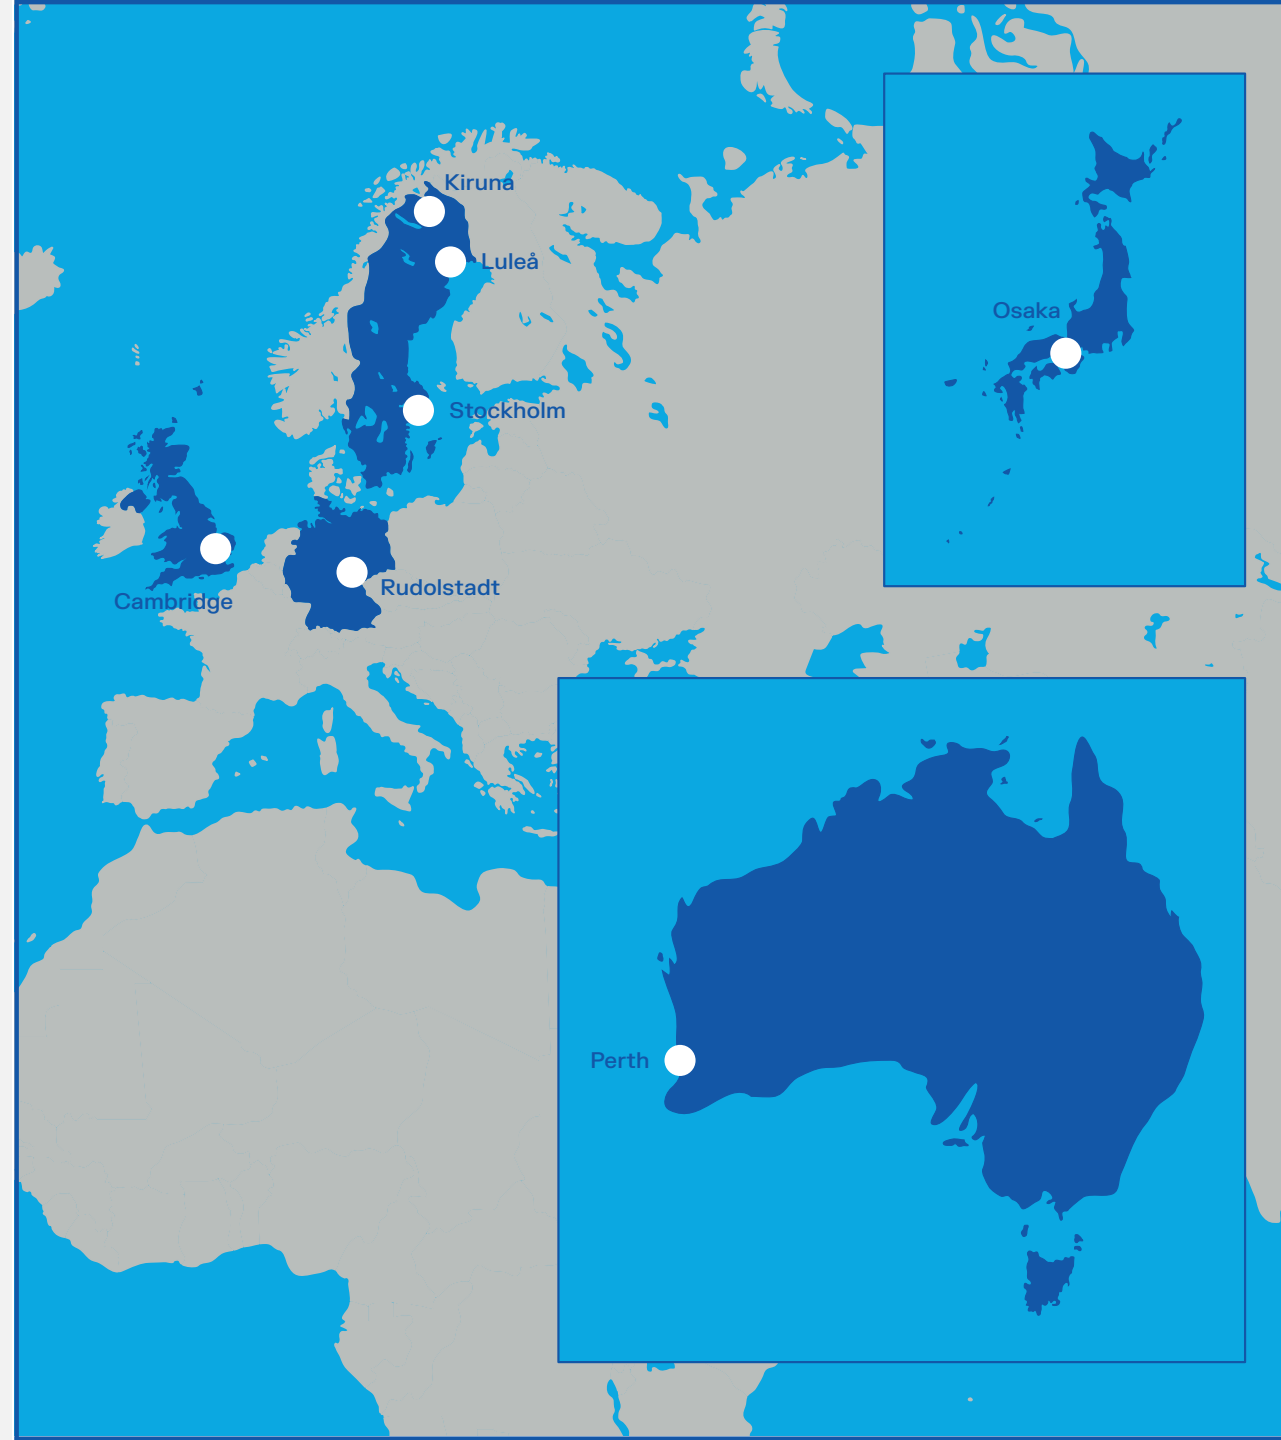 Kiruna
Luleå
Osaka
Stockholm
Rudolstadt
Cambridge
Perth